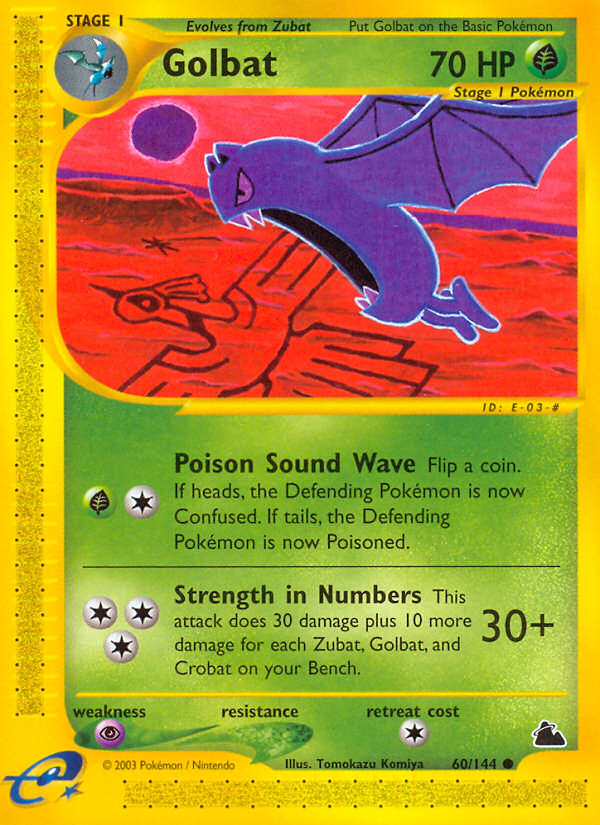 STAGE 1
Evolves from Zubat
Put Golbat on the Basic Pokémon
Golbat
70 HP
Stage 1 Pokémon
ID: E-03-#
Poison Sound Wave Flip a coin.
If heads, the Defending Pokémon is now
Confused. If tails, the Defending
Pokémon is now Poisoned.
Strength in Numbers This
attack does 30 damage plus 10 more
damage for each Zubat, Golbat, and
Crobat on your Bench.
30+
weakness
resistance
retreat cost
© 2003 Pokémon / Nintendo
Illus. Tomokazu Komiya
60/144
e